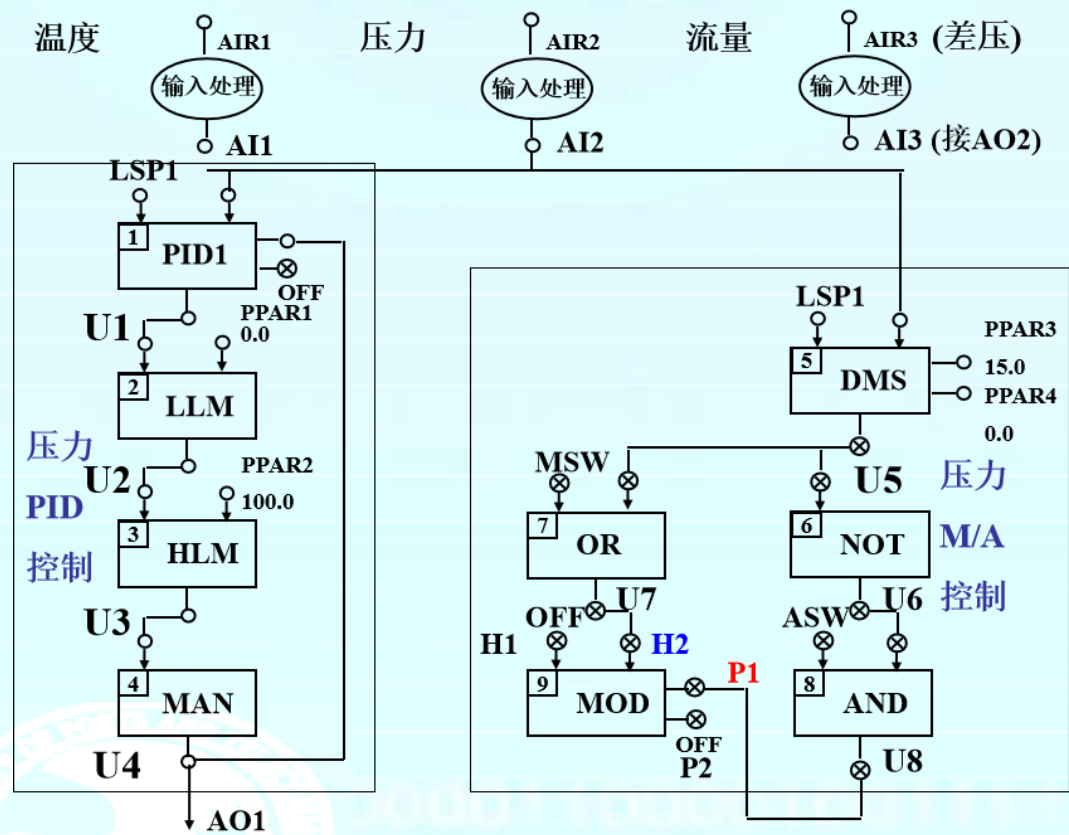 温度
AIR1
压力
AIR2
流量
AIR3 (差压)
输入处理
输入处理
输入处理
AI1
AI2
AI3 (接AO2)
LSP1
1
PID1
OFF
U1
PPAR1
0.0
2
LLM
压力
PID
控制
U2
PPAR2
100.0
3
HLM
U3
4
MAN
U4
AO1
LSP1
5
DMS
PPAR3
15.0
PPAR4
0.0
MSW
U5
压力
M/A
控制
7
OR
6
NOT
U7
U6
OFF
H1
H2
ASW
9
MOD
P1
8
AND
OFF
P2
U8